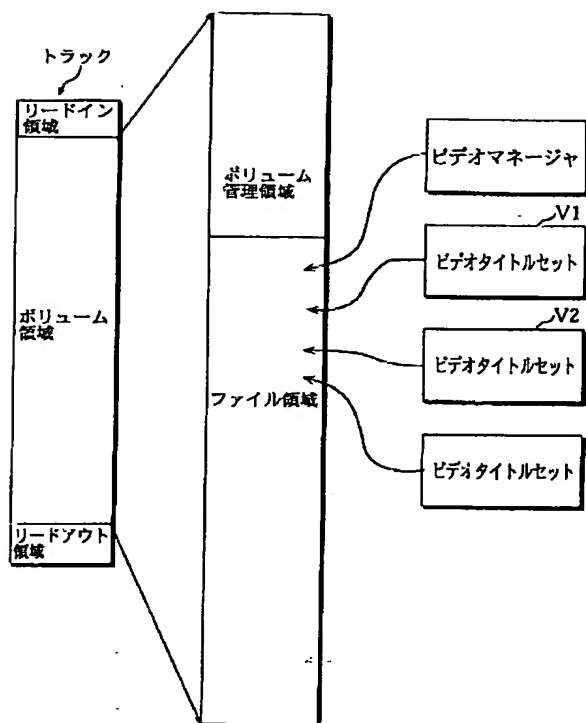 トラック
リードイン
領域
ボリューム
領域
リードアウト
領域
ボリューム
管理領域
ファイル領域
ビデオマネージャ
V1
ビデオタイトルセット
V2
ビデオタイトルセット
ビデオタイトルセット